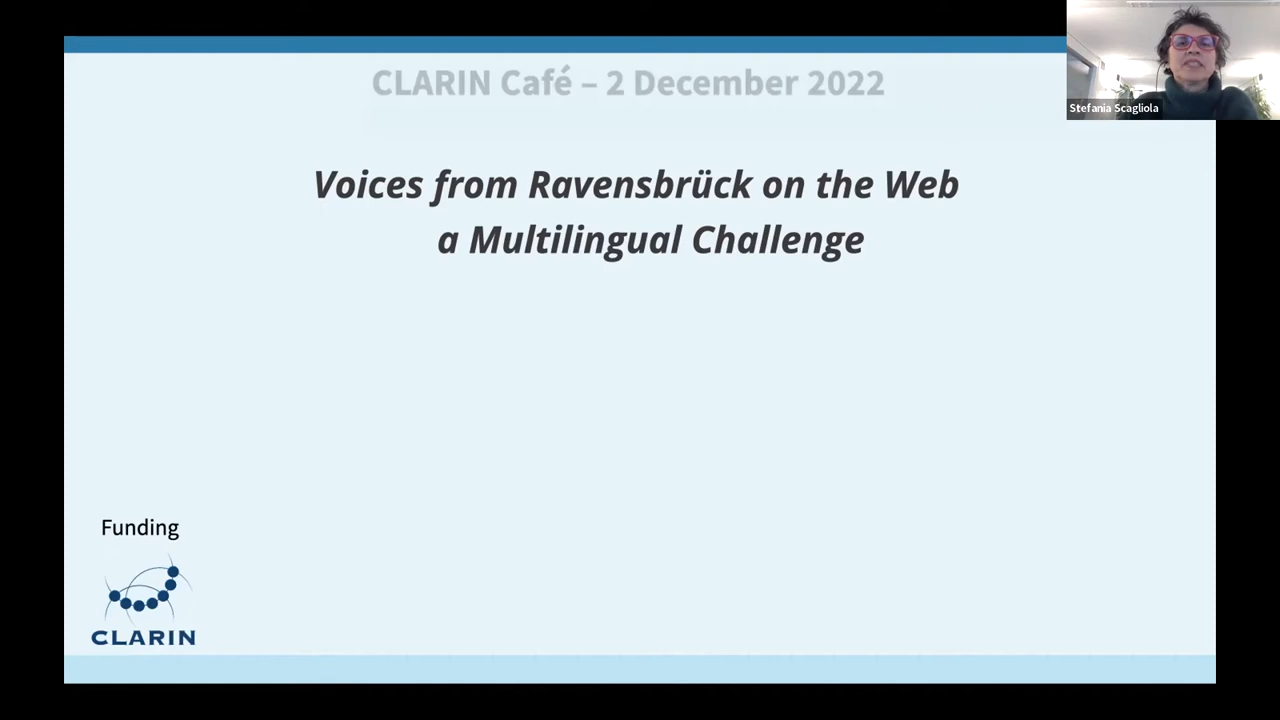 CLARIN Café – 2 December 2022
Stefania Scagliola
Voices from Ravensbrück on the Web
a Multilingual Challenge
Funding
CLARIN